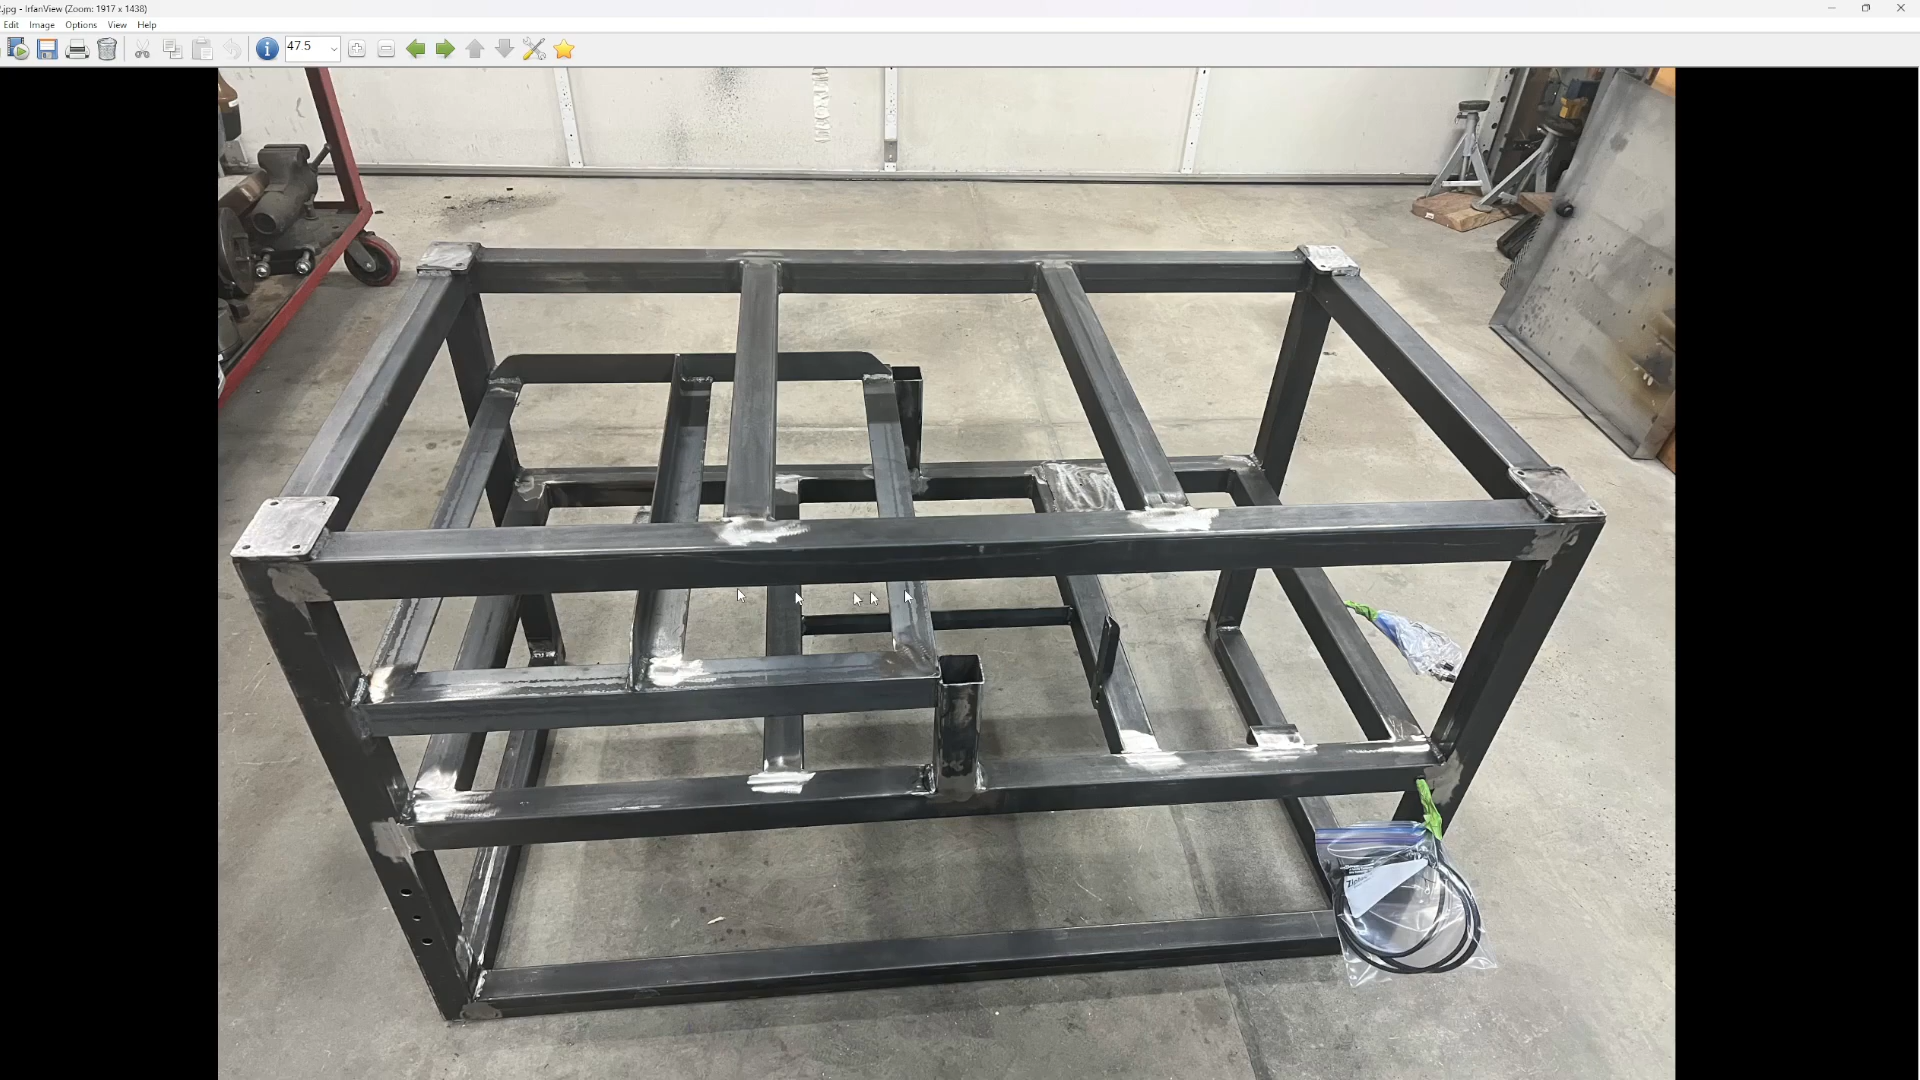 .jpg - IrfanView (Zoom: 1917 x 1438)
Edit Image Options View Help
47.5